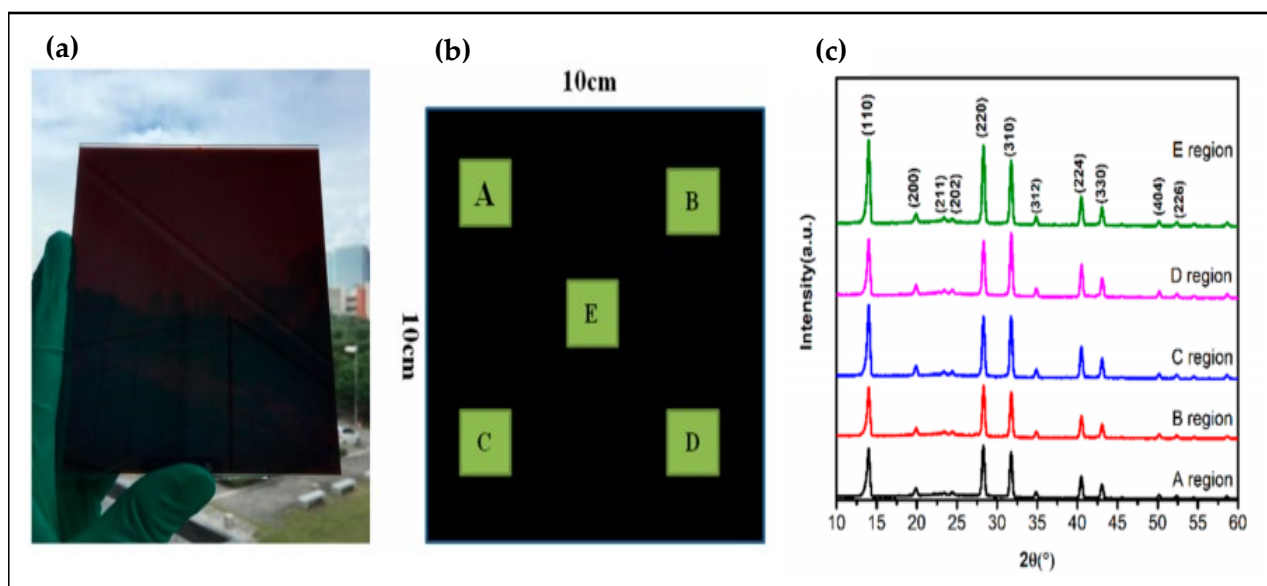 (a)
(b)
(c)
10cm
10cm
A
B
E
C
D
(110)
(200)
(211)
(202)
(220)
(310)
(312)
(224)
(330)
(404)
(226)
E region
D region
C region
B region
A region
Intensity(a.u.)
10 15 20 25 30 35 40 45 50 55 60
2θ(°)